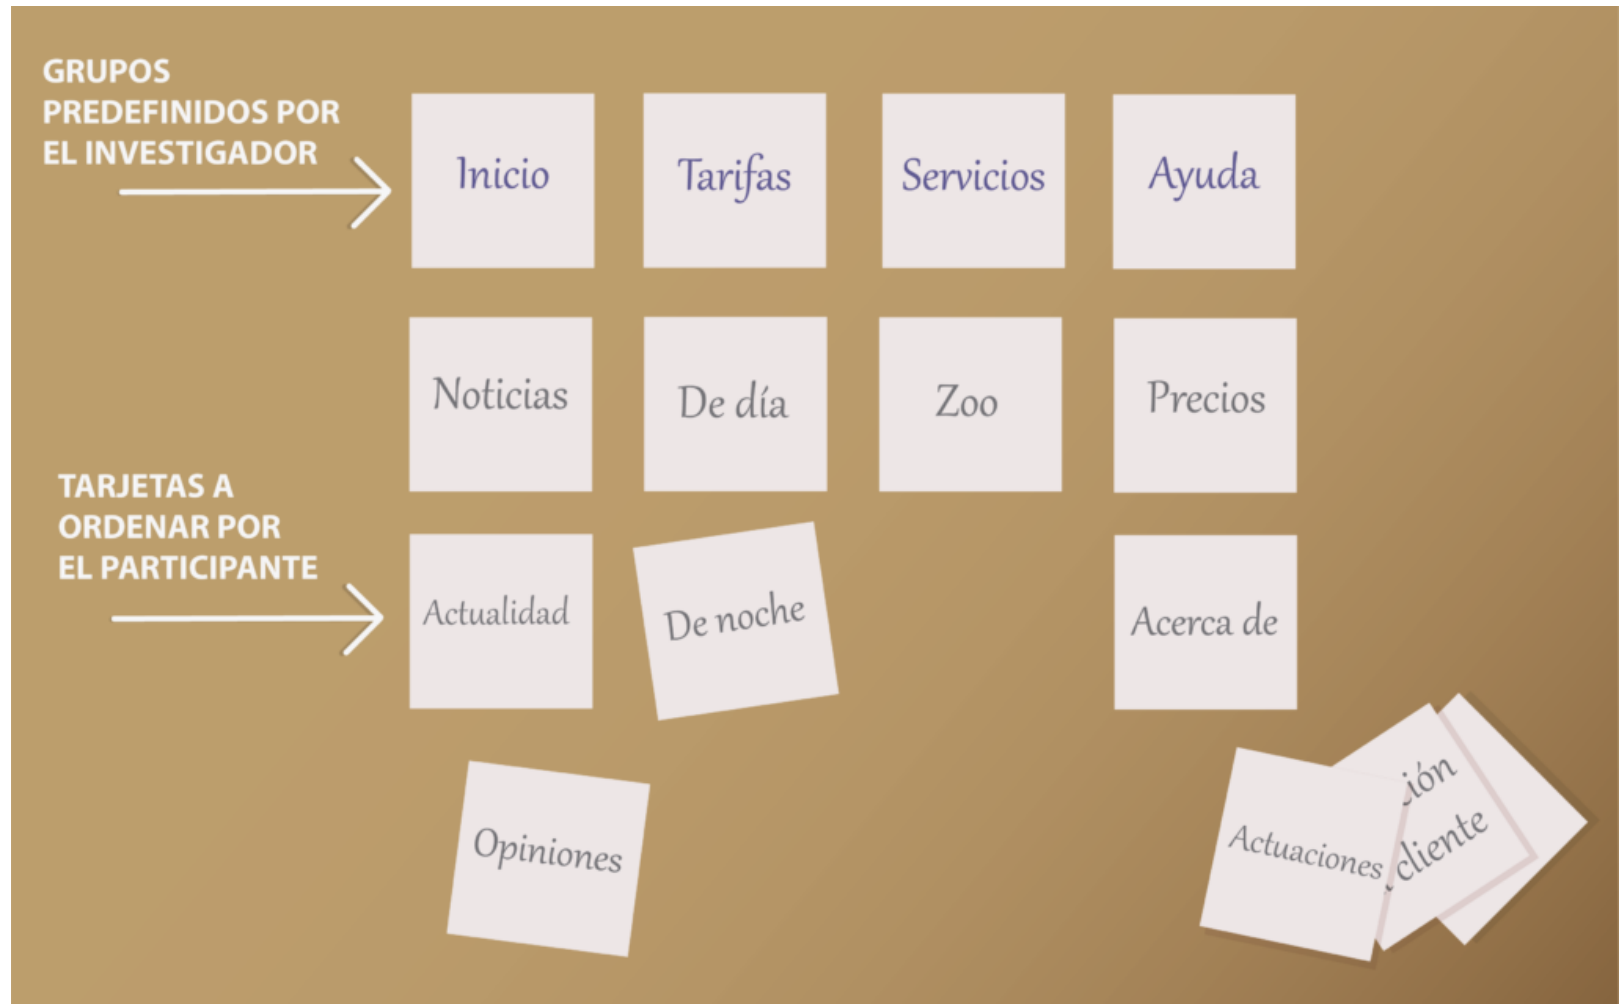 GRUPOS
PREDEFINIDOS POR
EL INVESTIGADOR
Inicio
Tarifas
Servicios
Ayuda
Noticias
De día
Zoo
Precios
TARJETAS A
ORDENAR POR
EL PARTICIPANTE
Actualidad
De noche
Acerca de
Opiniones
Actuaciones
cliente